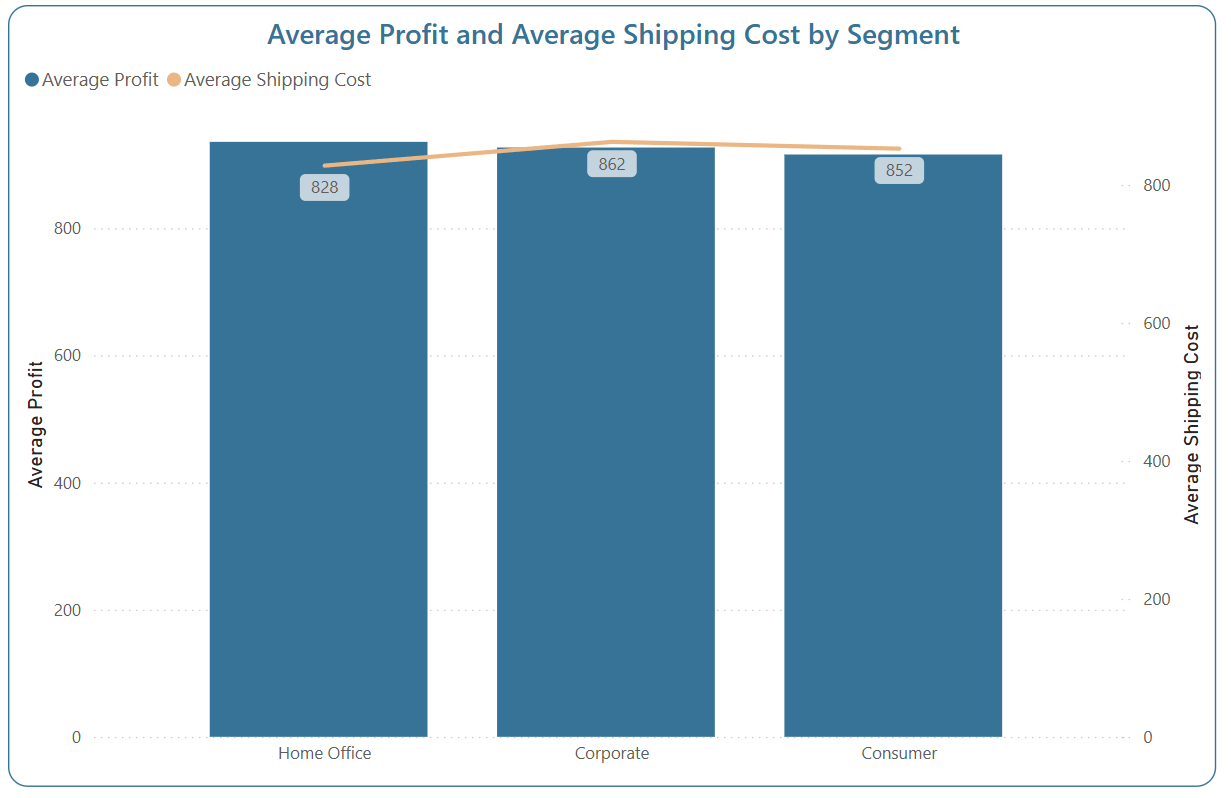 Average Profit and Average Shipping Cost by Segment
Average Profit Average Shipping Cost
828
862
852
800
600
400
200
0
Average Profit
800
600
400
200
0
Average Shipping Cost
Home Office Corporate Consumer